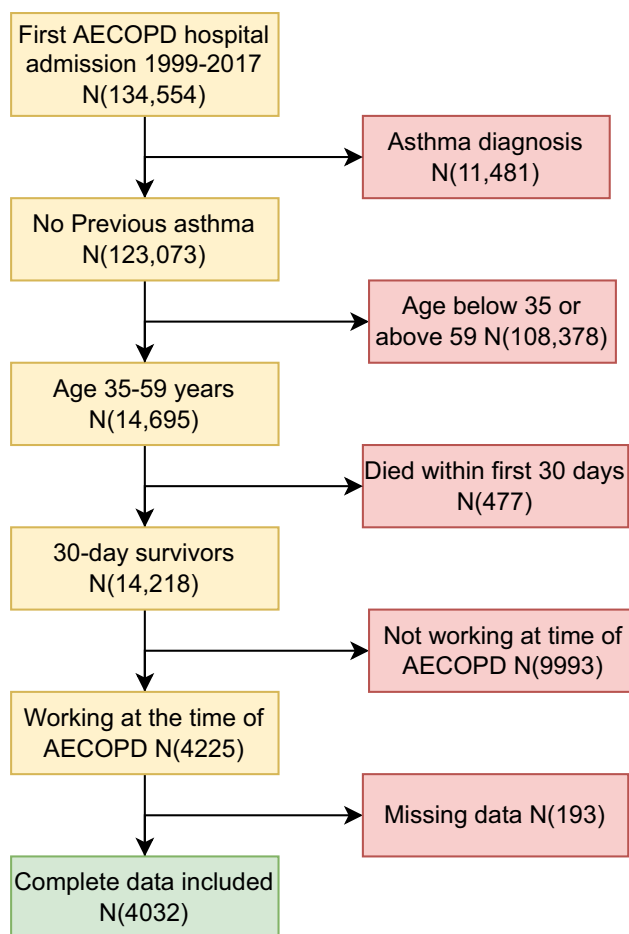 First AECOPD hospital
admission 1999-2017
N(134,554)
Asthma diagnosis
N(11,481)
No Previous asthma
N(123,073)
Age below 35 or
above 59 N(108,378)
Age 35-59 years
N(14,695)
Died within first 30 days
N(477)
30-day survivors
N(14,218)
Not working at time of
AECOPD N(9993)
Working at the time of
AECOPD N(4225)
Missing data N(193)
Complete data included
N(4032)